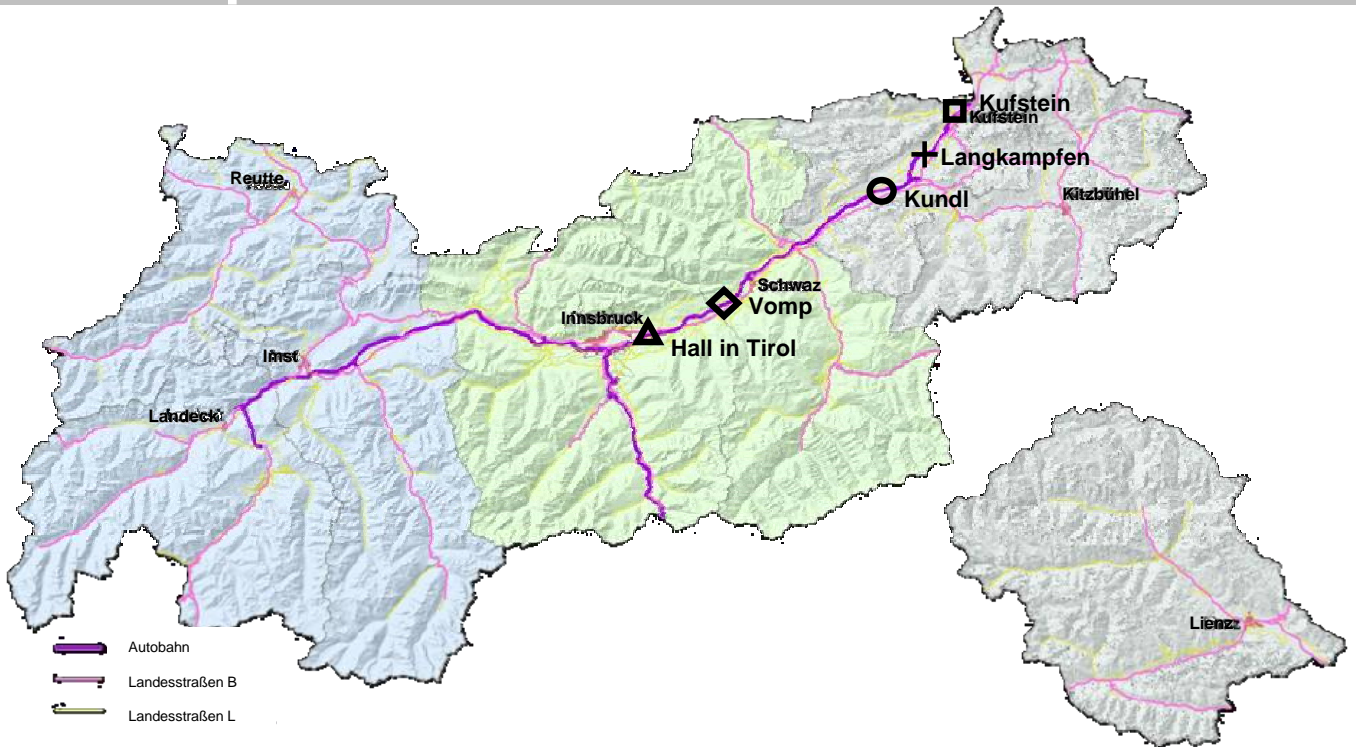 Kufstein
Kufstein
Langkampfen
Reutte
Kundl
Kitzbühel
Schwaz
Vomp
Innsbruck
Hall in Tirol
Imst
Landeck
Lienz
Autobahn
Landesstraßen B
Landesstraßen L